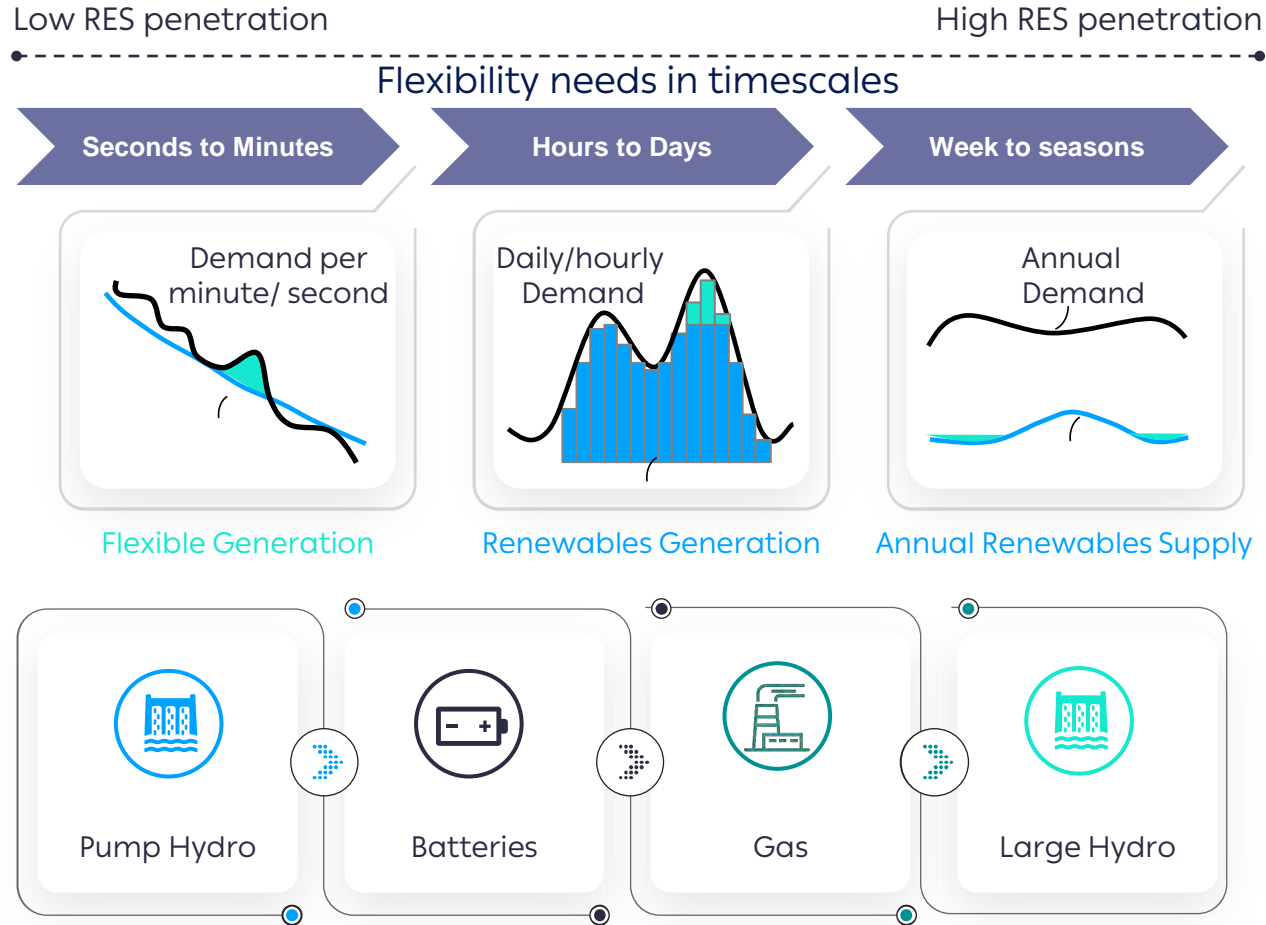 Low RES penetration
High RES penetration
Flexibility needs in timescales
Seconds to Minutes
Hours to Days
Week to seasons
Demand per
minute/ second
Daily/hourly
Demand
Annual
Demand
Flexible Generation
Renewables Generation
Annual Renewables Supply
Pump Hydro
Batteries
Gas
Large Hydro